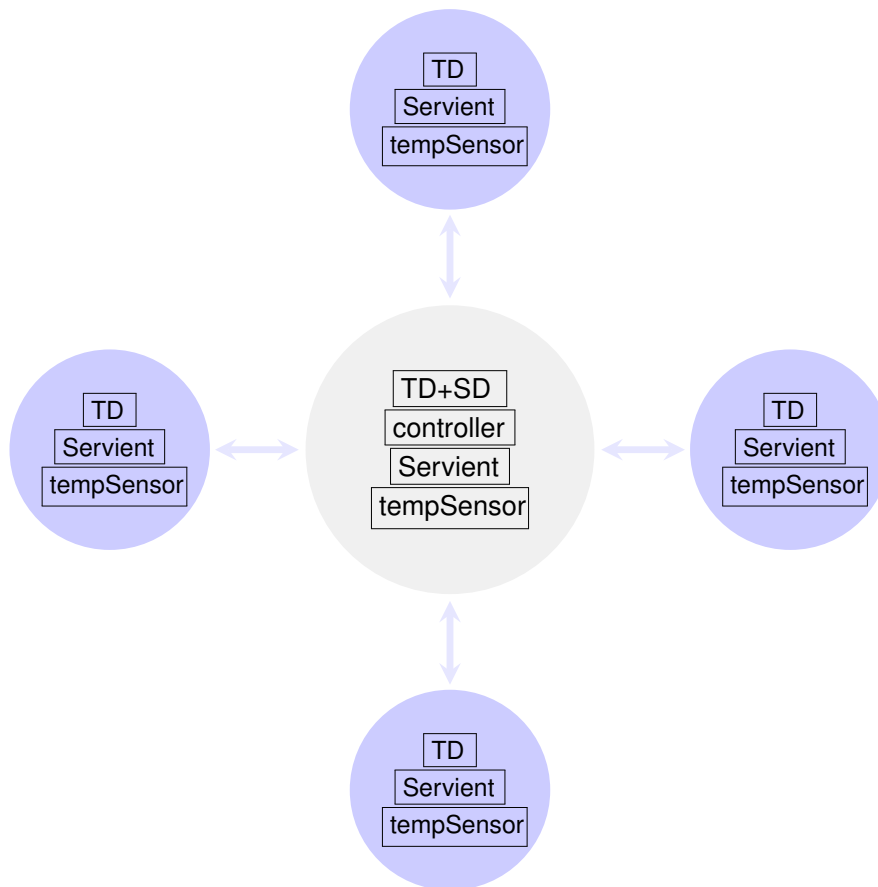 TD
Servient
tempSensor
TD
Servient
tempSensor
TD+SD
controller
Servient
tempSensor
TD
Servient
tempSensor
TD
Servient
tempSensor